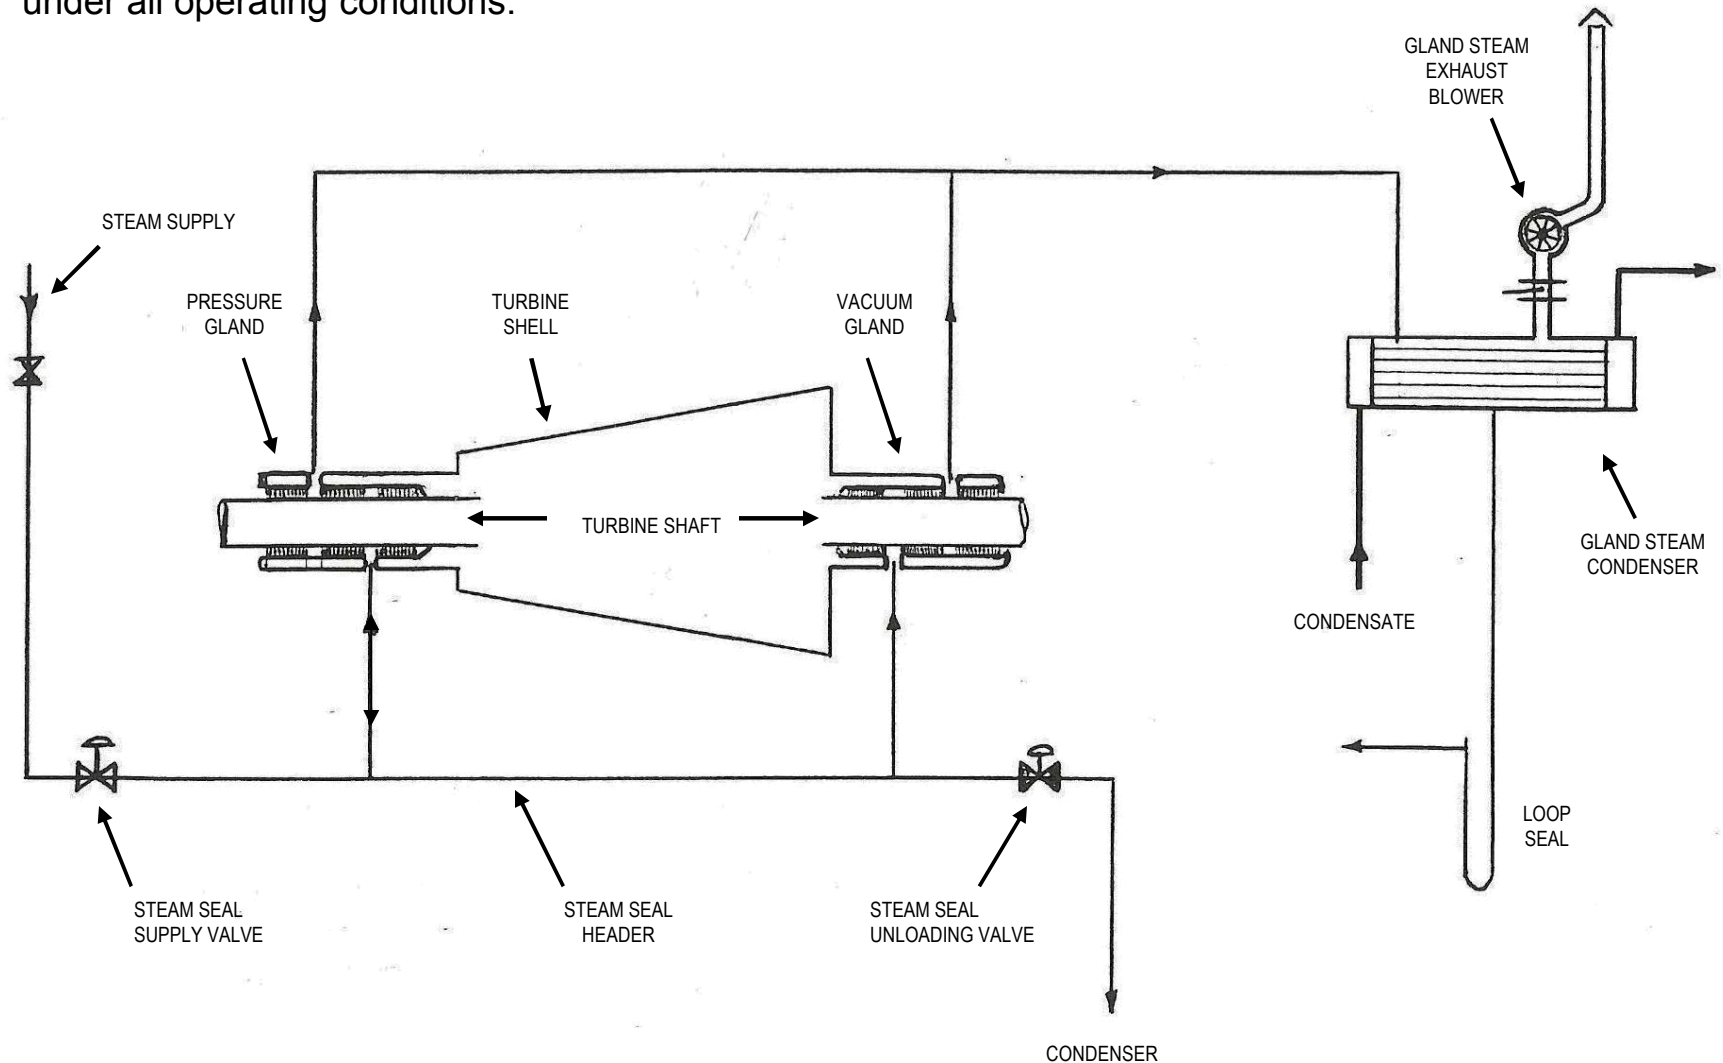 under all operating conditions.
GLAND STEAM
EXHAUST
BLOWER
STEAM SUPPLY
PRESSURE
GLAND
TURBINE
SHELL
VACUUM
GLAND
TURBINE SHAFT
GLAND STEAM
CONDENSER
CONDENSATE
LOOP
SEAL
STEAM SEAL
SUPPLY VALVE
STEAM SEAL
HEADER
STEAM SEAL
UNLOADING VALVE
CONDENSER